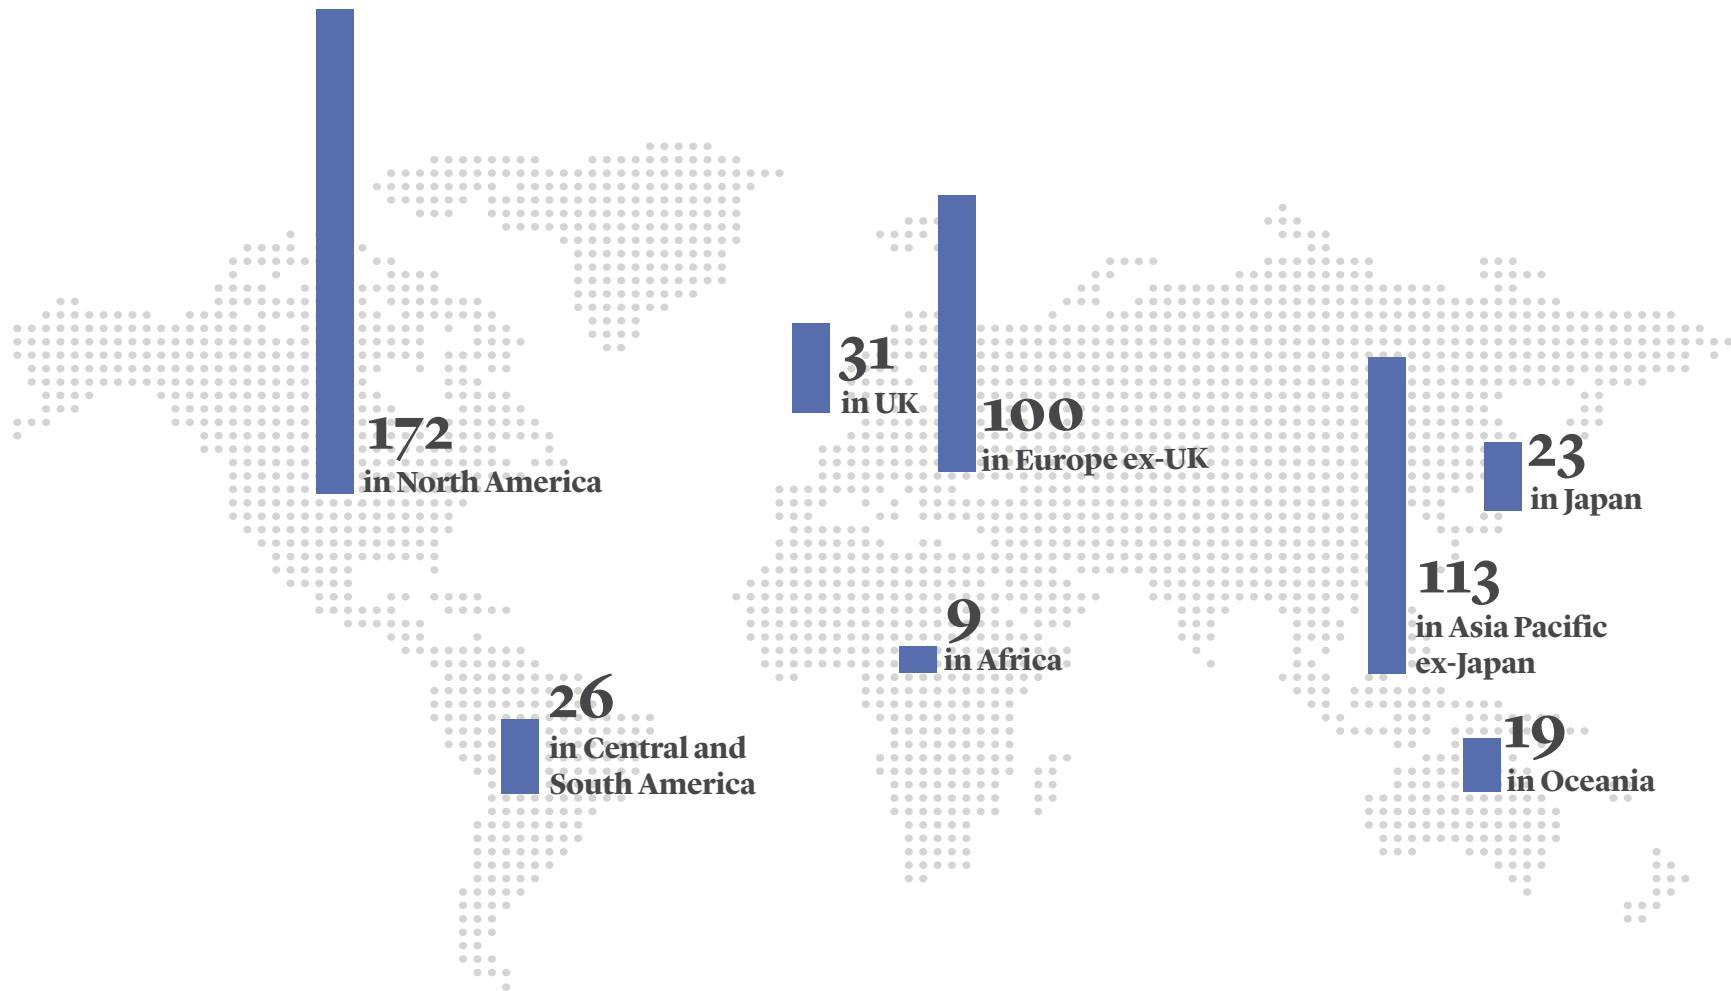 172
in North America
31
in UK
100
in Europe ex-UK
23
in Japan
113
in Asia Pacific
ex-Japan
9
in Africa
26
in Central and
South America
19
in Oceania